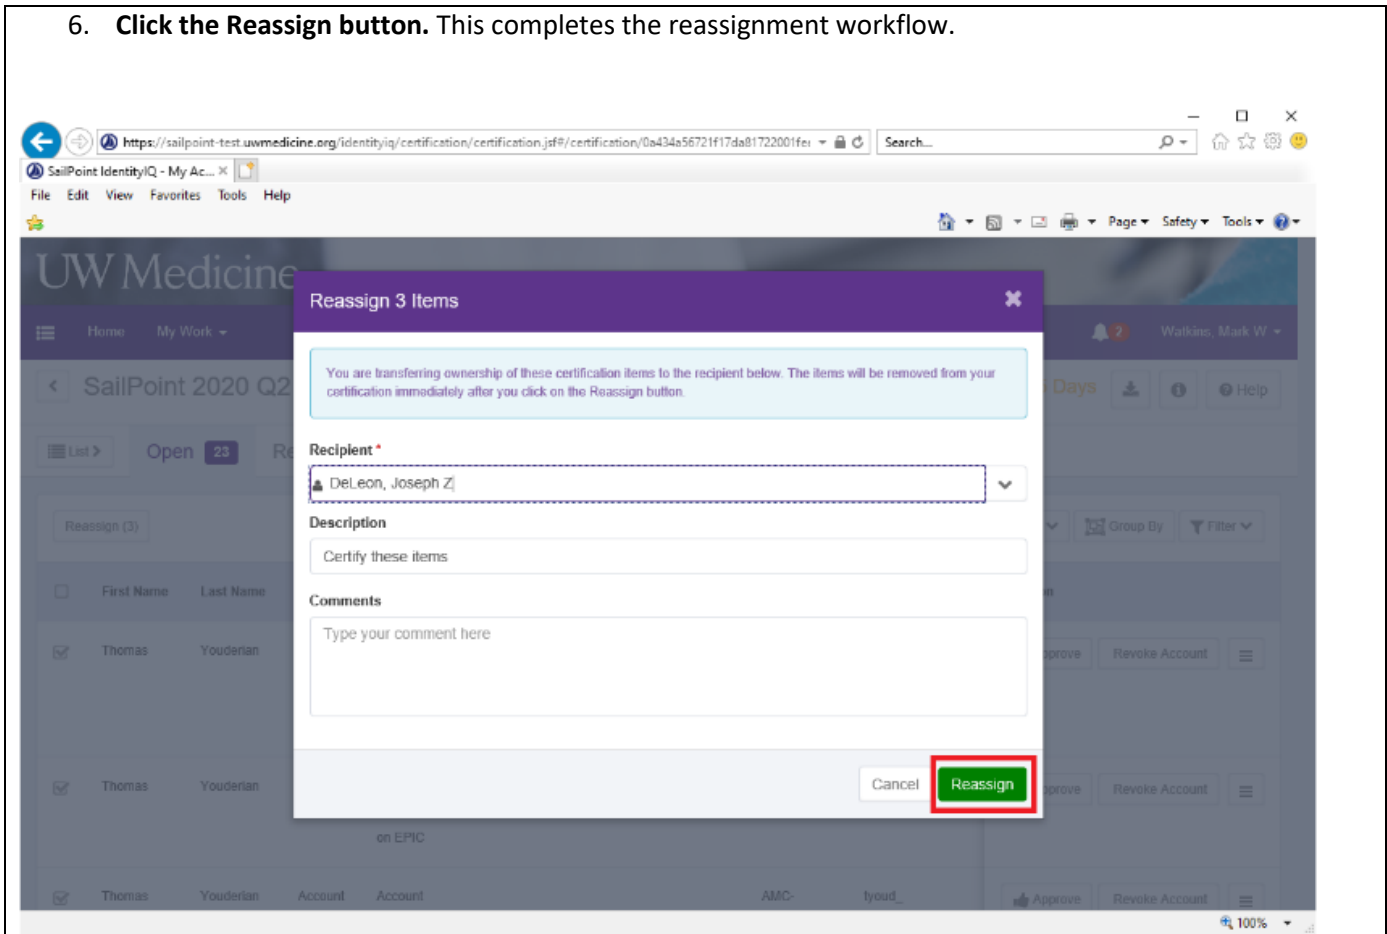 6. Click the Reassign button. This completes the reassignment workflow.
https://sailpoint-test.uwmedicine.org/identityiq/certification/certification.jsf#/certification/0a434a56721f17da81722001fe
Search...
SailPoint IdentityIQ - My Ac...
File Edit View Favorites Tools Help
Page Safety Tools
UW Medicine
Reassign 3 Items
Home My Work
2 Watkins, Mark W
You are transferring ownership of these certification items to the recipient below. The items will be removed from your
certification immediately after you click on the Reassign button.
SailPoint 2020 Q2 Days Help
List Open 23 Re
Recipient *
DeLeon, Joseph Z
Description
Reassign (3) Group By Filter
Certify these items
First Name Last Name on
Comments
Type your comment here
Thomas Youderian pprove Revoke Account
Cancel Reassign
Thomas Youderian pprove Revoke Account
on EPIC
Thomas Youderian Account Account AMC- tyoud_ Approve Revoke Account
100%